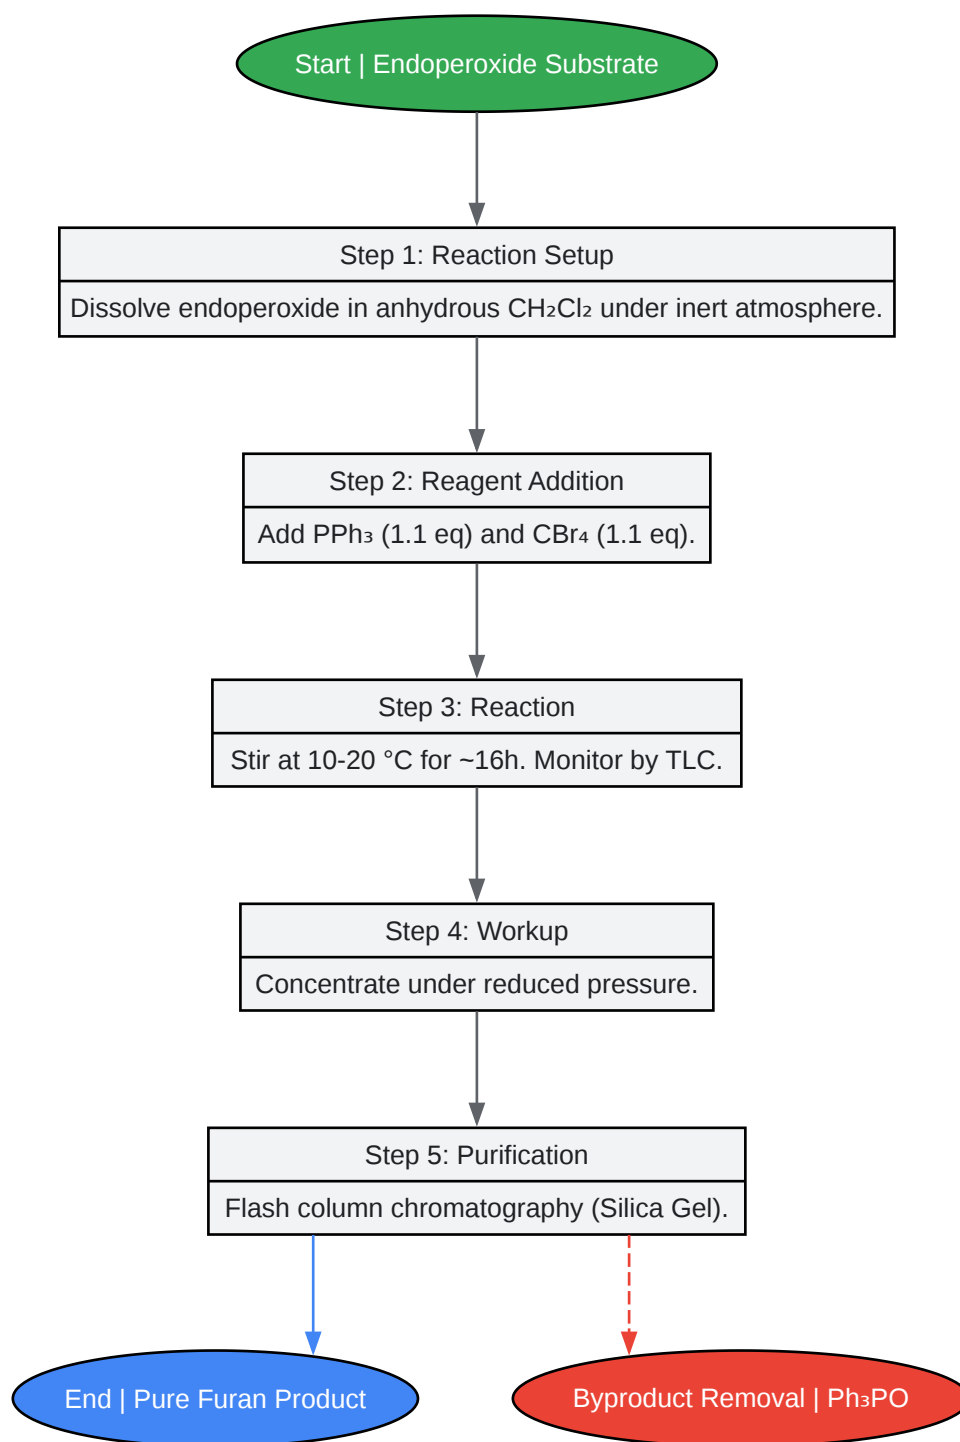 Start | Endoperoxide Substrate
Step 1: Reaction Setup
Dissolve endoperoxide in anhydrous CH₂Cl₂ under inert atmosphere.
Step 2: Reagent Addition
Add PPh₃ (1.1 eq) and CBr₄ (1.1 eq).
Step 3: Reaction
Stir at 10-20 °C for ~16h. Monitor by TLC.
Step 4: Workup
Concentrate under reduced pressure.
Step 5: Purification
Flash column chromatography (Silica Gel).
End | Pure Furan Product
Byproduct Removal | Ph₃PO